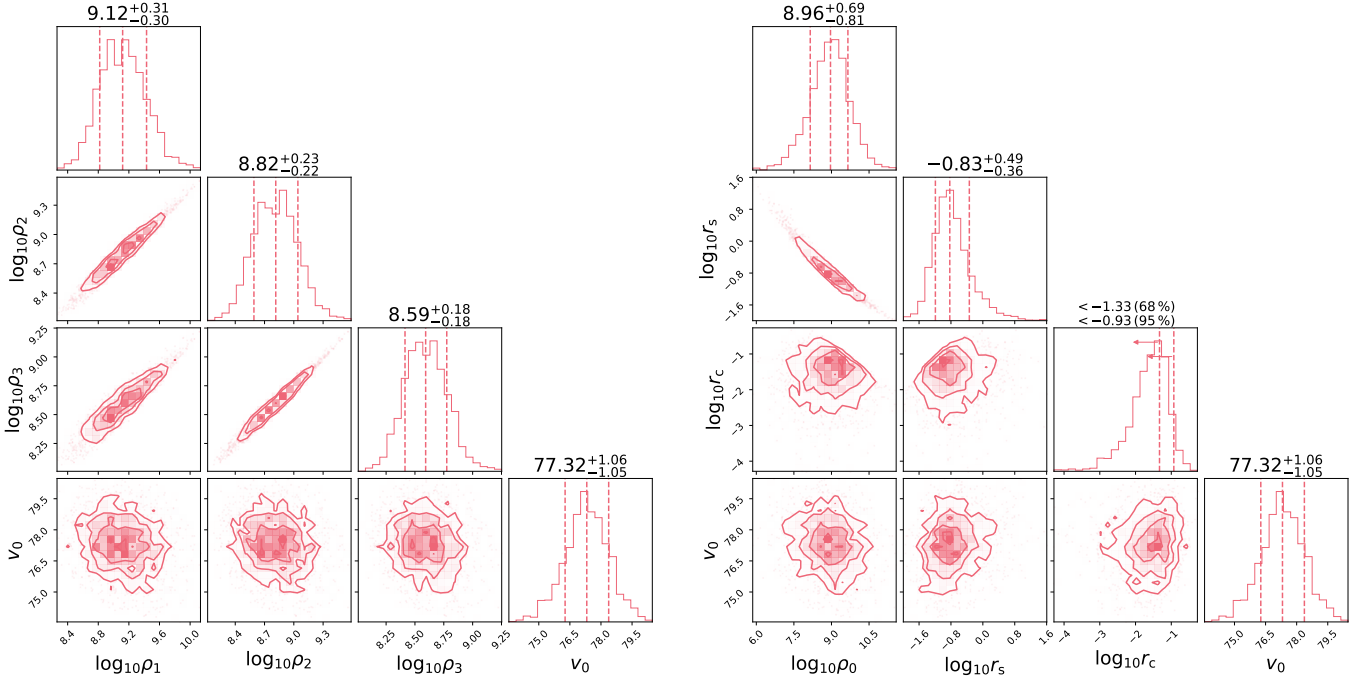 9.12+0.31−0.30
8.96+0.69−0.81
log10ρ2
9.3
9.0
8.7
8.4
8.82+0.23−0.22
log10rs
1.6
0.8
0.0
−0.8
−1.6
−0.83+0.49−0.36
log10ρ3
9.25
9.00
8.75
8.50
8.25
8.59+0.18−0.18
log10rc
−1
−2
−3
−4
< −1.33 (68 %)
< −0.93 (95 %)
v0
79.5
78.0
76.5
75.0
77.32+1.06−1.05
v0
79.5
78.0
76.5
75.0
77.32+1.06−1.05
8.4 8.8 9.2 9.6 10.0
8.4 8.7 9.0 9.3
8.25 8.50 8.75 9.00 9.25
75.0 76.5 78.0 79.5
6.0 7.5 9.0 10.5
−1.6 −0.8 0.0 0.8 1.6
−4 −3 −2 −1
75.0 76.5 78.0 79.5
log10ρ1 log10ρ2 log10ρ3 v0
log10ρ0 log10rs log10rc v0